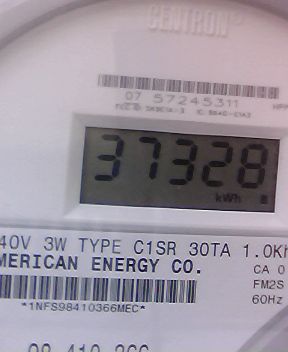 CENTRON®
07 57245311
37328
kWh
40V 3W TYPE C1SR 30TA 1.0Kh
MERICAN ENERGY CO. CA 0
FM2S
*1NFS98410366MEC* 60Hz